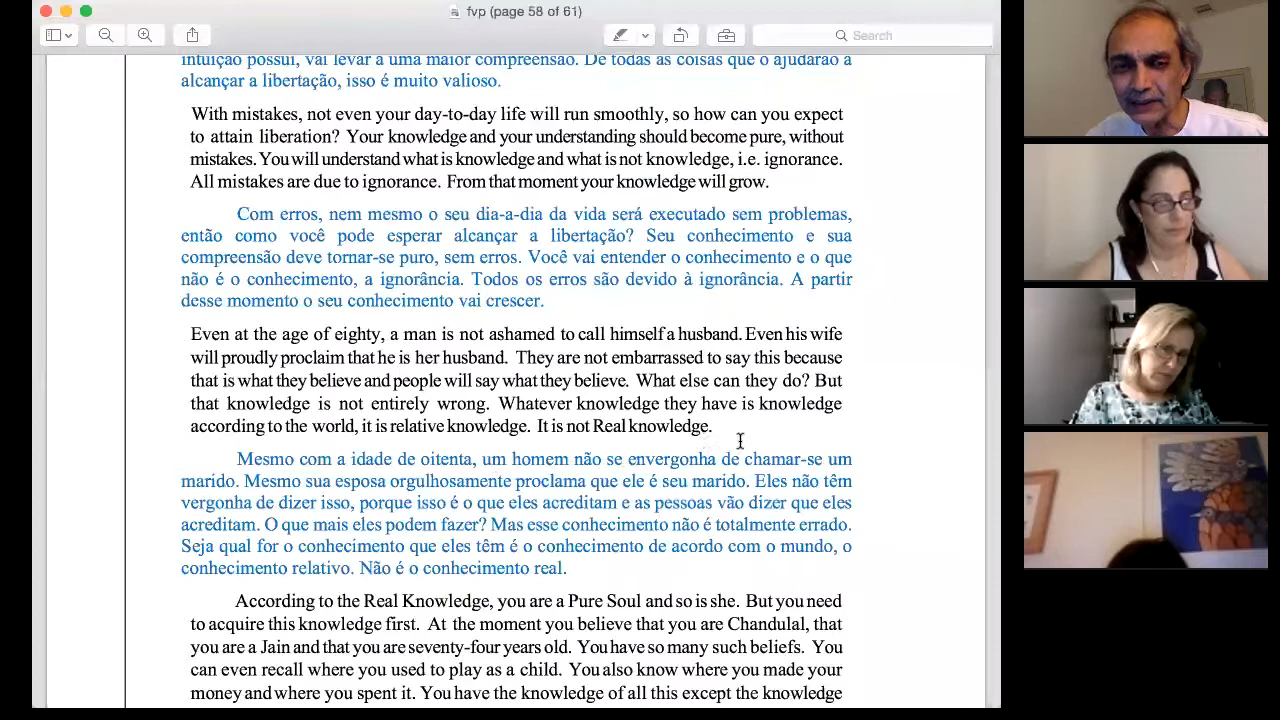 fvp (page 58 of 61)
Search
intuição possui, vai levar à uma maior compreensão. De todas as coisas que o ajudarão a
alcançar a libertação, isso é muito valioso.
With mistakes, not even your day-to-day life will run smoothly, so how can you expect
to attain liberation? Your knowledge and your understanding should become pure, without
mistakes. You will understand what is knowledge and what is not knowledge, i.e. ignorance.
All mistakes are due to ignorance. From that moment your knowledge will grow.
Com erros, nem mesmo o seu dia-a-dia da vida será executado sem problemas,
então como você pode esperar alcançar a libertação? Seu conhecimento e sua
compreensão deve tornar-se puro, sem erros. Você vai entender o conhecimento e o que
não é o conhecimento, a ignorância. Todos os erros são devido à ignorância. A partir
desse momento o seu conhecimento vai crescer.
Even at the age of eighty, a man is not ashamed to call himself a husband. Even his wife
will proudly proclaim that he is her husband. They are not embarrassed to say this because
that is what they believe and people will say what they believe. What else can they do? But
that knowledge is not entirely wrong. Whatever knowledge they have is knowledge
according to the world, it is relative knowledge. It is not Real knowledge.
Mesmo com a idade de oitenta, um homem não se envergonha de chamar-se um
marido. Mesmo sua esposa orgulhosamente proclama que ele é seu marido. Eles não têm
vergonha de dizer isso, porque isso é o que eles acreditam e as pessoas vão dizer que eles
acreditam. O que mais eles podem fazer? Mas esse conhecimento não é totalmente errado.
Seja qual for o conhecimento que eles têm é o conhecimento de acordo com o mundo, o
conhecimento relativo. Não é o conhecimento real.
According to the Real Knowledge, you are a Pure Soul and so is she. But you need
to acquire this knowledge first. At the moment you believe that you are Chandulal, that
you are a Jain and that you are seventy-four years old. You have so many such beliefs. You
can even recall where you used to play as a child. You also know where you made your
money and where you spent it. You have the knowledge of all this except the knowledge